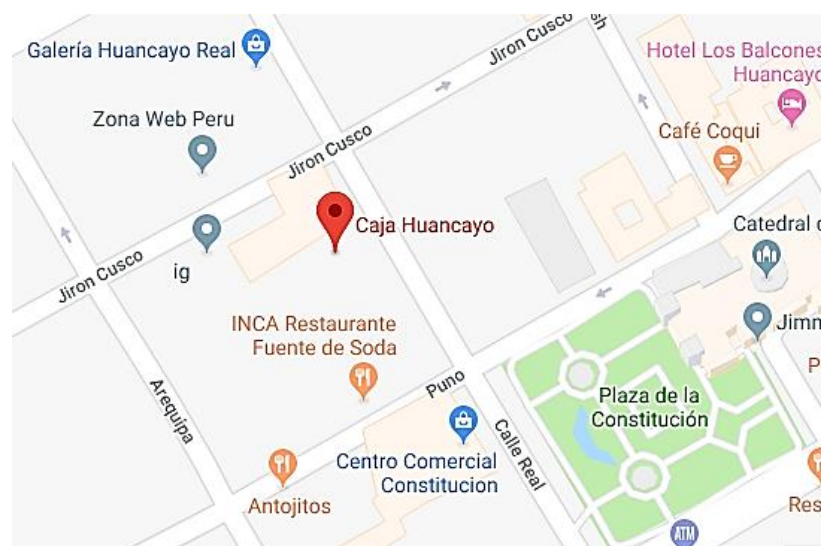 Jiron Cusco
sh
Galería Huancayo Real
Hotel Los Balcones
Huancayo
Zona Web Peru
Café Coqui
Jiron Cusco
Caja Huancayo
Catedral
ig
Jiron Cusco
INCA Restaurante
Fuente de Soda
Jimm
P
Puno
Plaza de la
Constitución
Arequipa
Calle Real
Centro Comercial
Constitucion
Antojitos
Res
ATM